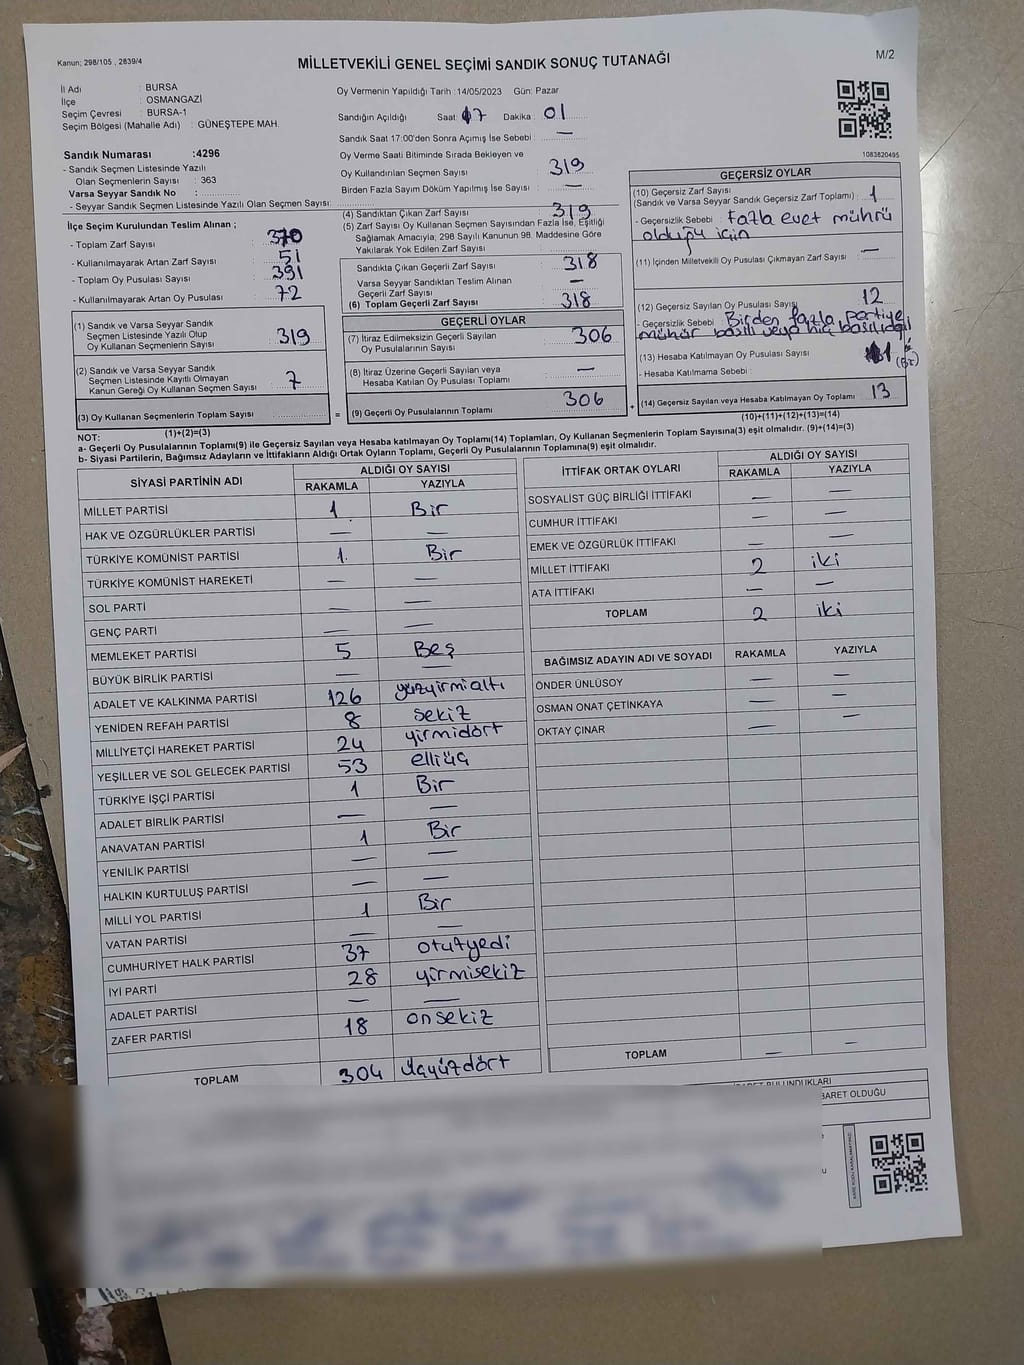 Kanun; 298/105 , 2839/4
MİLLETVEKİLİ GENEL SEÇİMİ SANDIK SONUÇ TUTANAĞI
M/2
İl Adı : BURSA
İlçe : OSMANGAZİ
Seçim Çevresi : BURSA-1
Seçim Bölgesi (Mahalle Adı) : GÜNEŞTEPE MAH.
Oy Vermenin Yapıldığı Tarih :14/05/2023 Gün: Pazar
Sandığın Açıldığı Saat: 17 Dakika: 01
Sandık Saat 17:00'den Sonra Açımış İse Sebebi : —
Oy Verme Saati Bitiminde Sırada Bekleyen ve
Oy Kullandırılan Seçmen Sayısı : 319
Birden Fazla Sayım Döküm Yapılmış İse Sayısı : —
1083820495
Sandık Numarası :4296
- Sandık Seçmen Listesinde Yazılı
Olan Seçmenlerin Sayısı : 363
Varsa Seyyar Sandık No :
- Seyyar Sandık Seçmen Listesinde Yazılı Olan Seçmen Sayısı:
İlçe Seçim Kurulundan Teslim Alınan ;
- Toplam Zarf Sayısı : 370
- Kullanılmayarak Artan Zarf Sayısı : 51
- Toplam Oy Pusulası Sayısı : 391
- Kullanılmayarak Artan Oy Pusulası : 72
(1) Sandık ve Varsa Seyyar Sandık
Seçmen Listesinde Yazılı Olup
Oy Kullanan Seçmenlerin Sayısı : 319
(2) Sandık ve Varsa Seyyar Sandık
Seçmen Listesinde Kayıtlı Olmayan
Kanun Gereği Oy Kullanan Seçmen Sayısı : 7
(3) Oy Kullanan Seçmenlerin Toplam Sayısı :
(1)+(2)=(3)
(4) Sandıktan Çıkan Zarf Sayısı : 319
(5) Zarf Sayısı Oy Kullanan Seçmen Sayısından Fazla İse, Eşitliği
Sağlamak Amacıyla; 298 Sayılı Kanunun 98. Maddesine Göre
Yakılarak Yok Edilen Zarf Sayısı :
Sandıkta Çıkan Geçerli Zarf Sayısı : 318
Varsa Seyyar Sandıktan Teslim Alınan
Geçerli Zarf Sayısı : —
(6) Toplam Geçerli Zarf Sayısı : 318
GEÇERLİ OYLAR
(7) İtiraz Edilmeksizin Geçerli Sayılan
Oy Pusulalarının Sayısı : 306
(8) İtiraz Üzerine Geçerli Sayılan veya
Hesaba Katılan Oy Pusulası Toplamı : —
= (9) Geçerli Oy Pusulalarının Toplamı : 306
GEÇERSİZ OYLAR
(10) Geçersiz Zarf Sayısı
(Sandık ve Varsa Seyyar Sandık Geçersiz Zarf Toplamı) : 1
- Geçersizlik Sebebi : fazla evet mührü
olduğu için
(11) İçinden Milletvekili Oy Pusulası Çıkmayan Zarf Sayısı : —
(12) Geçersiz Sayılan Oy Pusulası Sayısı : 12
- Geçersizlik Sebebi : Birden fazla partiye
mühür basılı veya hiç basılıdeği
(13) Hesaba Katılmayan Oy Pusulası Sayısı : 1 (Bir)
- Hesaba Katılmama Sebebi :
+ (14) Geçersiz Sayılan veya Hesaba Katılmayan Oy Toplamı : 13
(10)+(11)+(12)+(13)=(14)
NOT:
a- Geçerli Oy Pusulalarının Toplamı(9) ile Geçersiz Sayılan veya Hesaba katılmayan Oy Toplamı(14) Toplamları, Oy Kullanan Seçmenlerin Toplam Sayısına(3) eşit olmalıdır. (9)+(14)=(3)
b- Siyasi Partilerin, Bağımsız Adayların ve İttifakların Aldığı Ortak Oyların Toplamı, Geçerli Oy Pusulalarının Toplamına(9) eşit olmalıdır.
SİYASİ PARTİNİN ADI ALDIĞI OY SAYISI
RAKAMLA YAZIYLA
MİLLET PARTİSİ 1 Bir
HAK VE ÖZGÜRLÜKLER PARTİSİ — —
TÜRKİYE KOMÜNİST PARTİSİ 1. Bir
TÜRKİYE KOMÜNİST HAREKETİ — —
SOL PARTİ — —
GENÇ PARTİ — —
MEMLEKET PARTİSİ 5 Beş
BÜYÜK BİRLİK PARTİSİ — —
ADALET VE KALKINMA PARTİSİ 126 yüzyirmialtı
YENİDEN REFAH PARTİSİ 8 sekiz
MİLLİYETÇİ HAREKET PARTİSİ 24 yirmidört
YEŞİLLER VE SOL GELECEK PARTİSİ 53 elliüç
TÜRKİYE İŞÇİ PARTİSİ 1 Bir
ADALET BİRLİK PARTİSİ — —
ANAVATAN PARTİSİ 1 Bir
YENİLİK PARTİSİ — —
HALKIN KURTULUŞ PARTİSİ — —
MİLLİ YOL PARTİSİ 1 Bir
VATAN PARTİSİ — —
CUMHURİYET HALK PARTİSİ 37 otuzyedi
İYİ PARTİ 28 yirmisekiz
ADALET PARTİSİ — —
ZAFER PARTİSİ 18 onsekiz
TOPLAM 304 üçyüzdört
İTTİFAK ORTAK OYLARI ALDIĞI OY SAYISI
RAKAMLA YAZIYLA
SOSYALİST GÜÇ BİRLİĞİ İTTİFAKI — —
CUMHUR İTTİFAKI — —
EMEK VE ÖZGÜRLÜK İTTİFAKI — —
MİLLET İTTİFAKI 2 iki
ATA İTTİFAKI — —
TOPLAM 2 iki
BAĞIMSIZ ADAYIN ADI VE SOYADI RAKAMLA YAZIYLA
ÖNDER ÜNLÜSOY — —
OSMAN ONAT ÇETİNKAYA — —
OKTAY ÇINAR — —
TOPLAM — —
BULUNDUKLARI
BARET OLDUĞU